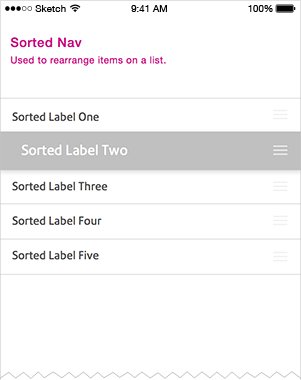 Sketch 9:41 AM 100%
Sorted Nav
Used to rearrange items on a list.
Sorted Label One
Sorted Label Two
Sorted Label Three
Sorted Label Four
Sorted Label Five